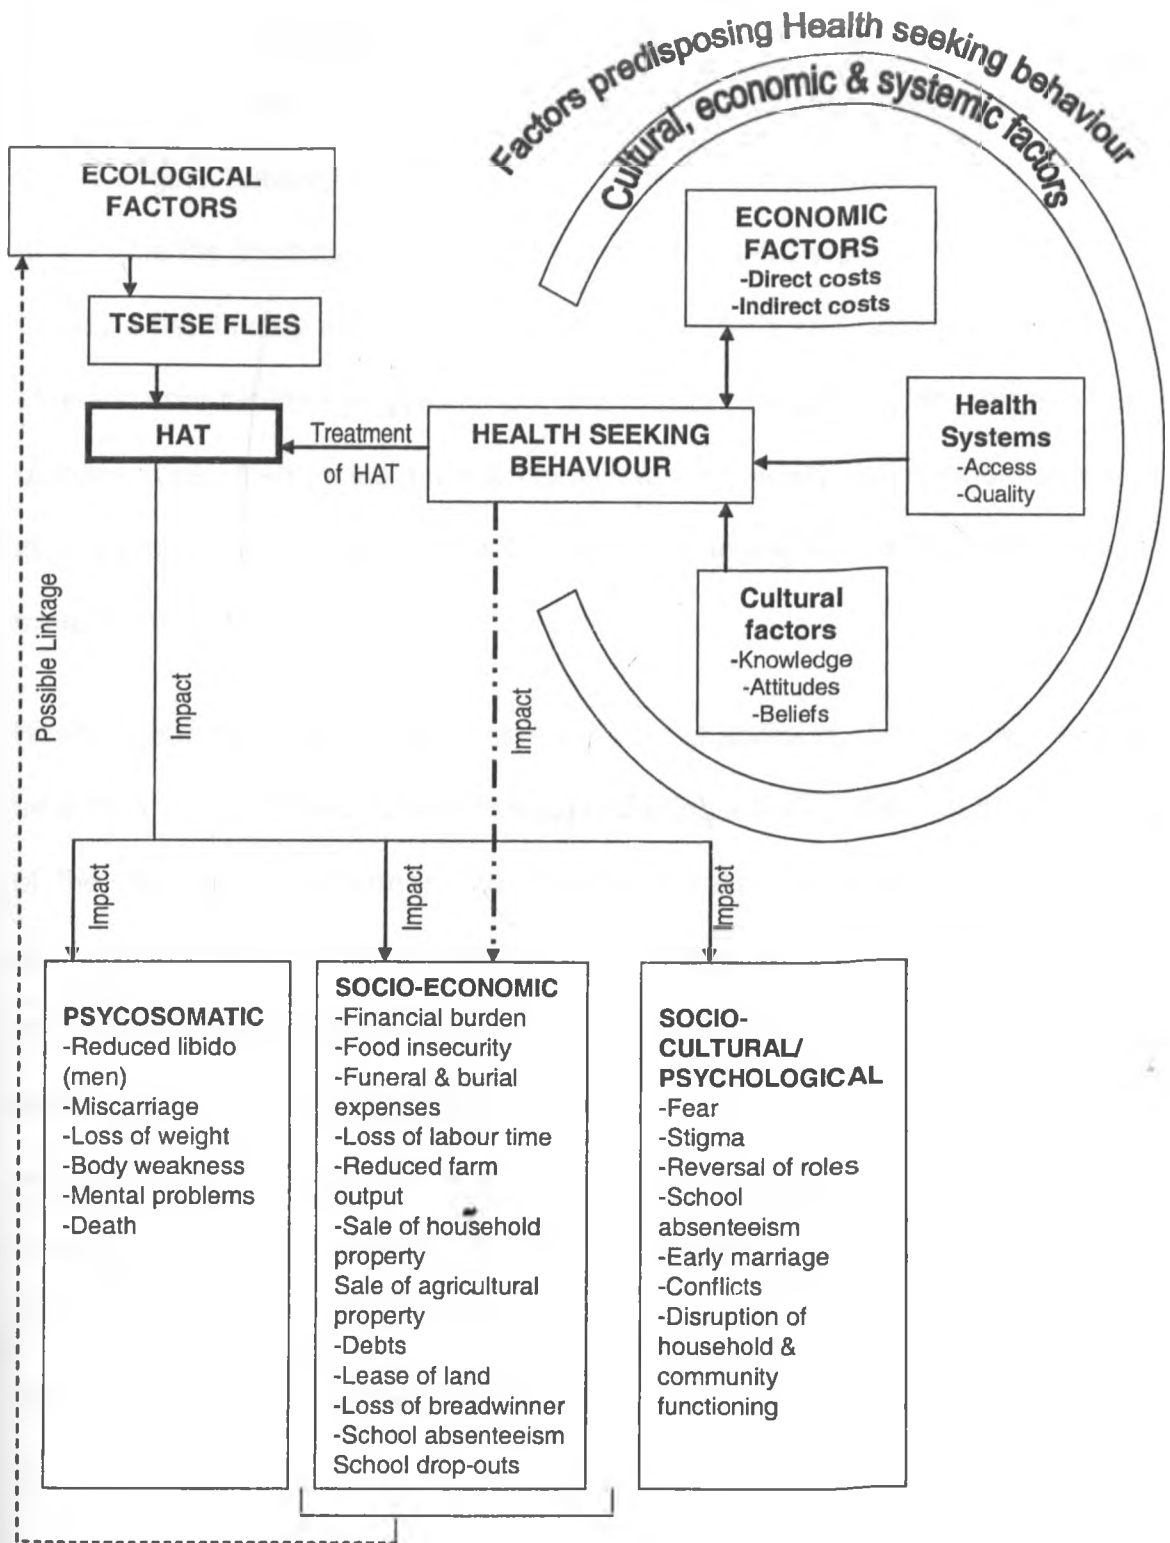 Factors predisposing Health seeking behaviour
Cultural, economic & systemic factors
ECOLOGICAL
FACTORS
TSETSE FLIES
HAT
Treatment
of HAT
HEALTH SEEKING
BEHAVIOUR
ECONOMIC
FACTORS
-Direct costs
-Indirect costs
Health
Systems
-Access
-Quality
Cultural
factors
-Knowledge
-Attitudes
-Beliefs
Possible Linkage
Impact
Impact
Impact
Impact
Impact
PSYCOSOMATIC
-Reduced libido
(men)
-Miscarriage
-Loss of weight
-Body weakness
-Mental problems
-Death
SOCIO-ECONOMIC
-Financial burden
-Food insecurity
-Funeral & burial
expenses
-Loss of labour time
-Reduced farm
output
-Sale of household
property
Sale of agricultural
property
-Debts
-Lease of land
-Loss of breadwinner
-School absenteeism
School drop-outs
SOCIO-
CULTURAL/
PSYCHOLOGICAL
-Fear
-Stigma
-Reversal of roles
-School
absenteeism
-Early marriage
-Conflicts
-Disruption of
household &
community
functioning